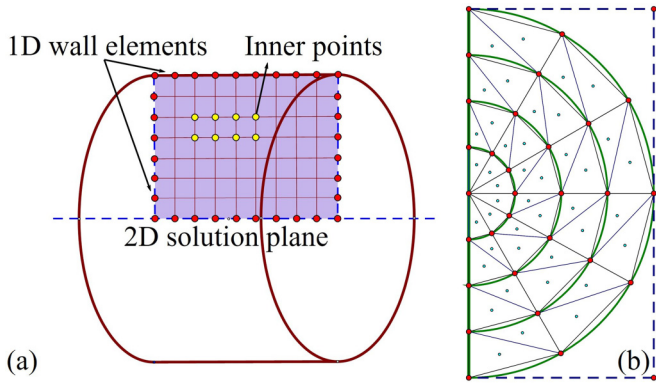 1D wall elements
Inner points
2D solution plane
(a)
(b)